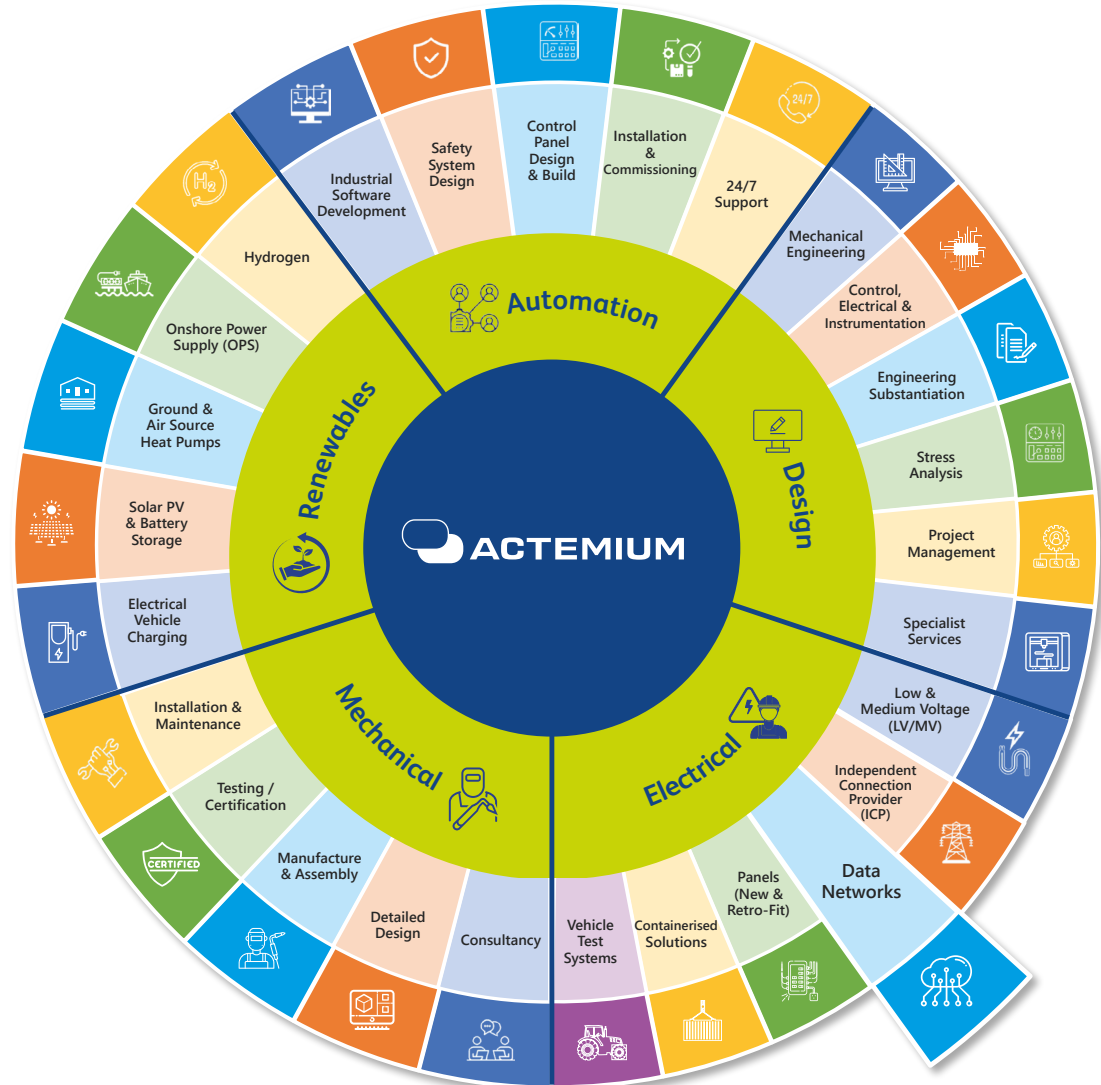 ACTEMIUM
Automation
Industrial
Software
Development
Safety
System
Design
Control
Panel
Design
& Build
Installation
&
Commissioning
24/7
Support
24/7
Design
Mechanical
Engineering
Control,
Electrical &
Instrumentation
Engineering
Substantiation
Stress
Analysis
Project
Management
Specialist
Services
Electrical
Low &
Medium Voltage
(LV/MV)
Independent
Connection
Provider
(ICP)
Data
Networks
Panels
(New &
Retro-Fit)
Containerised
Solutions
Vehicle
Test
Systems
Mechanical
Consultancy
Detailed
Design
Manufacture
& Assembly
Testing /
Certification
CERTIFIED
Installation &
Maintenance
Renewables
Electrical
Vehicle
Charging
Solar PV
& Battery
Storage
Ground &
Air Source
Heat Pumps
Onshore Power
Supply (OPS)
Hydrogen
H2